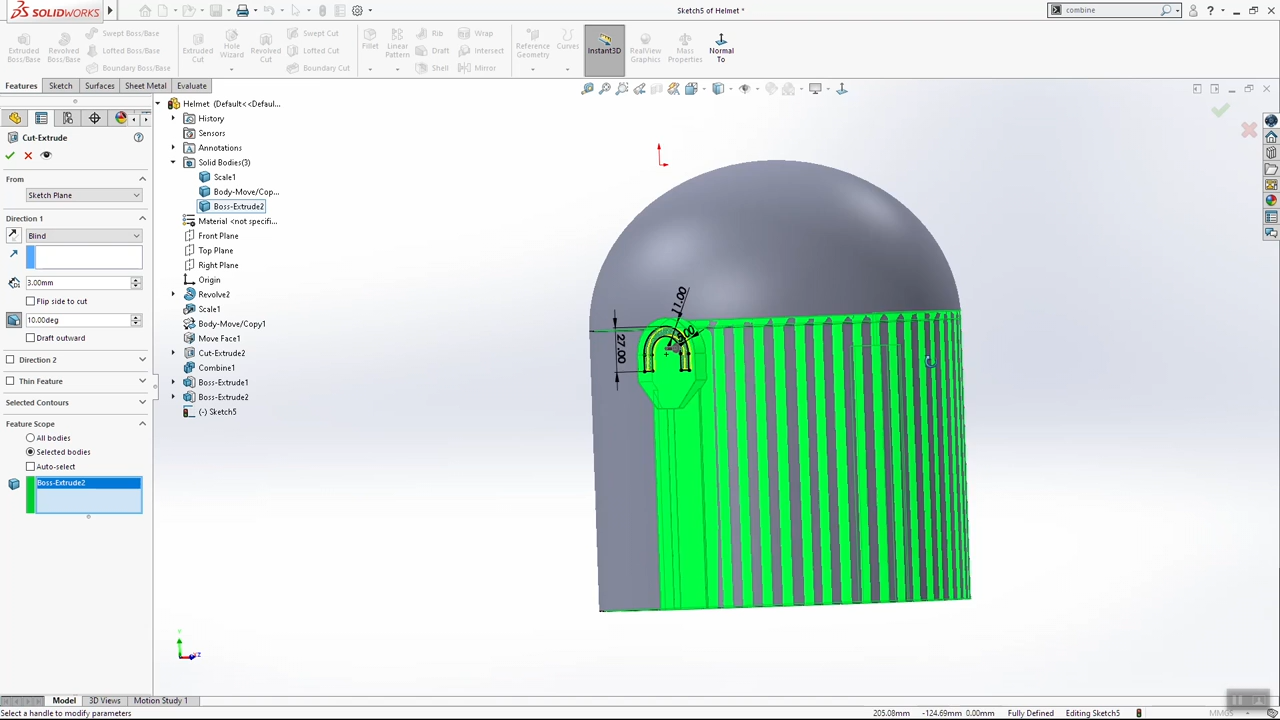 SOLIDWORKS
Sketch5 of Helmet *
combine
Extruded Boss/Base
Revolved Boss/Base
Swept Boss/Base
Lofted Boss/Base
Boundary Boss/Base
Extruded Cut
Hole Wizard
Revolved Cut
Swept Cut
Lofted Cut
Boundary Cut
Fillet
Linear Pattern
Rib
Draft
Shell
Wrap
Intersect
Mirror
Reference Geometry
Curves
Instant3D
RealView Graphics
Mass Properties
Normal To
Features
Sketch
Surfaces
Sheet Metal
Evaluate
Cut-Extrude
From
Sketch Plane
Direction 1
Blind
3.00mm
Flip side to cut
10.00deg
Draft outward
Direction 2
Thin Feature
Selected Contours
Feature Scope
All bodies
Selected bodies
Auto-select
Boss-Extrude2
Helmet (Default<<Defaul...
History
Sensors
Annotations
Solid Bodies(3)
Scale1
Body-Move/Cop...
Boss-Extrude2
Material <not specifi...
Front Plane
Top Plane
Right Plane
Origin
Revolve2
Scale1
Body-Move/Copy1
Move Face1
Cut-Extrude2
Combine1
Boss-Extrude1
Boss-Extrude2
(-) Sketch5
11.00
27.00
Model
3D Views
Motion Study 1
Select a handle to modify parameters
205.08mm
-124.69mm
0.00mm
Fully Defined
Editing Sketch5
MMGS